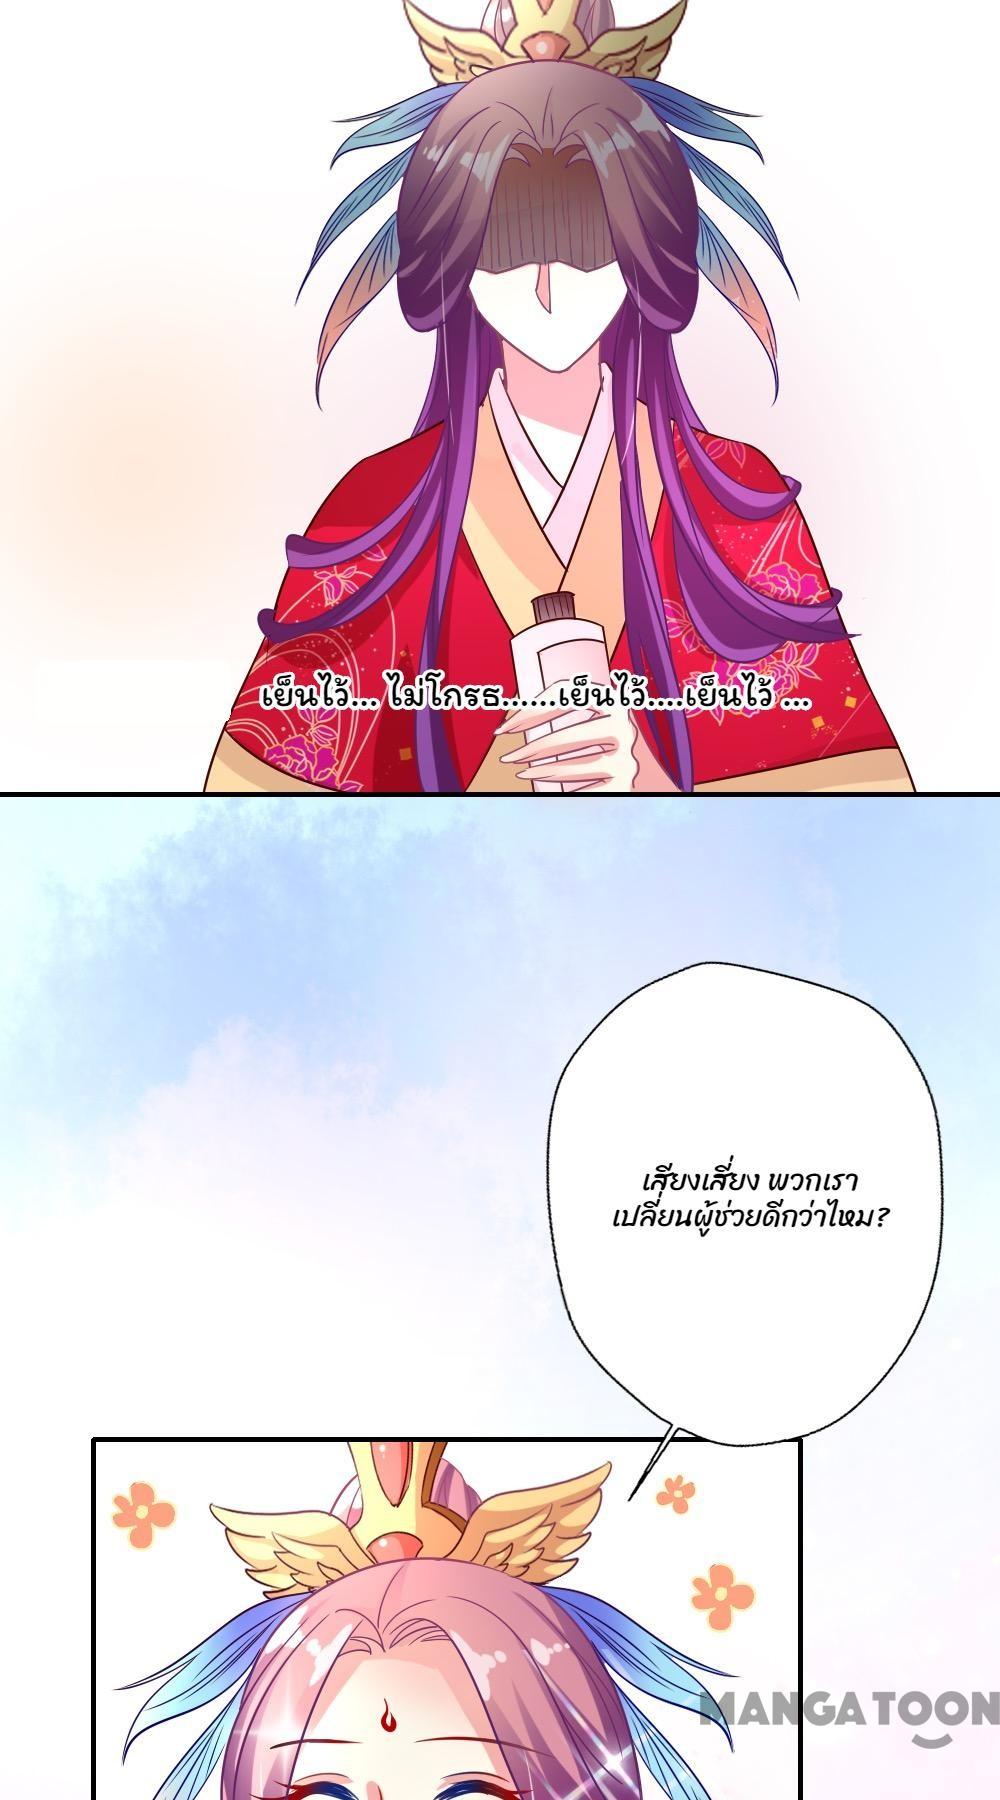 เย็นไว้... ไม่โกรธ......เย็นไว้....เย็นไว้ ...
เสียงเสี่ยง พวกเรา
เปลี่ยนผู้ช่วยดีกว่าไหม?
MANGATOON